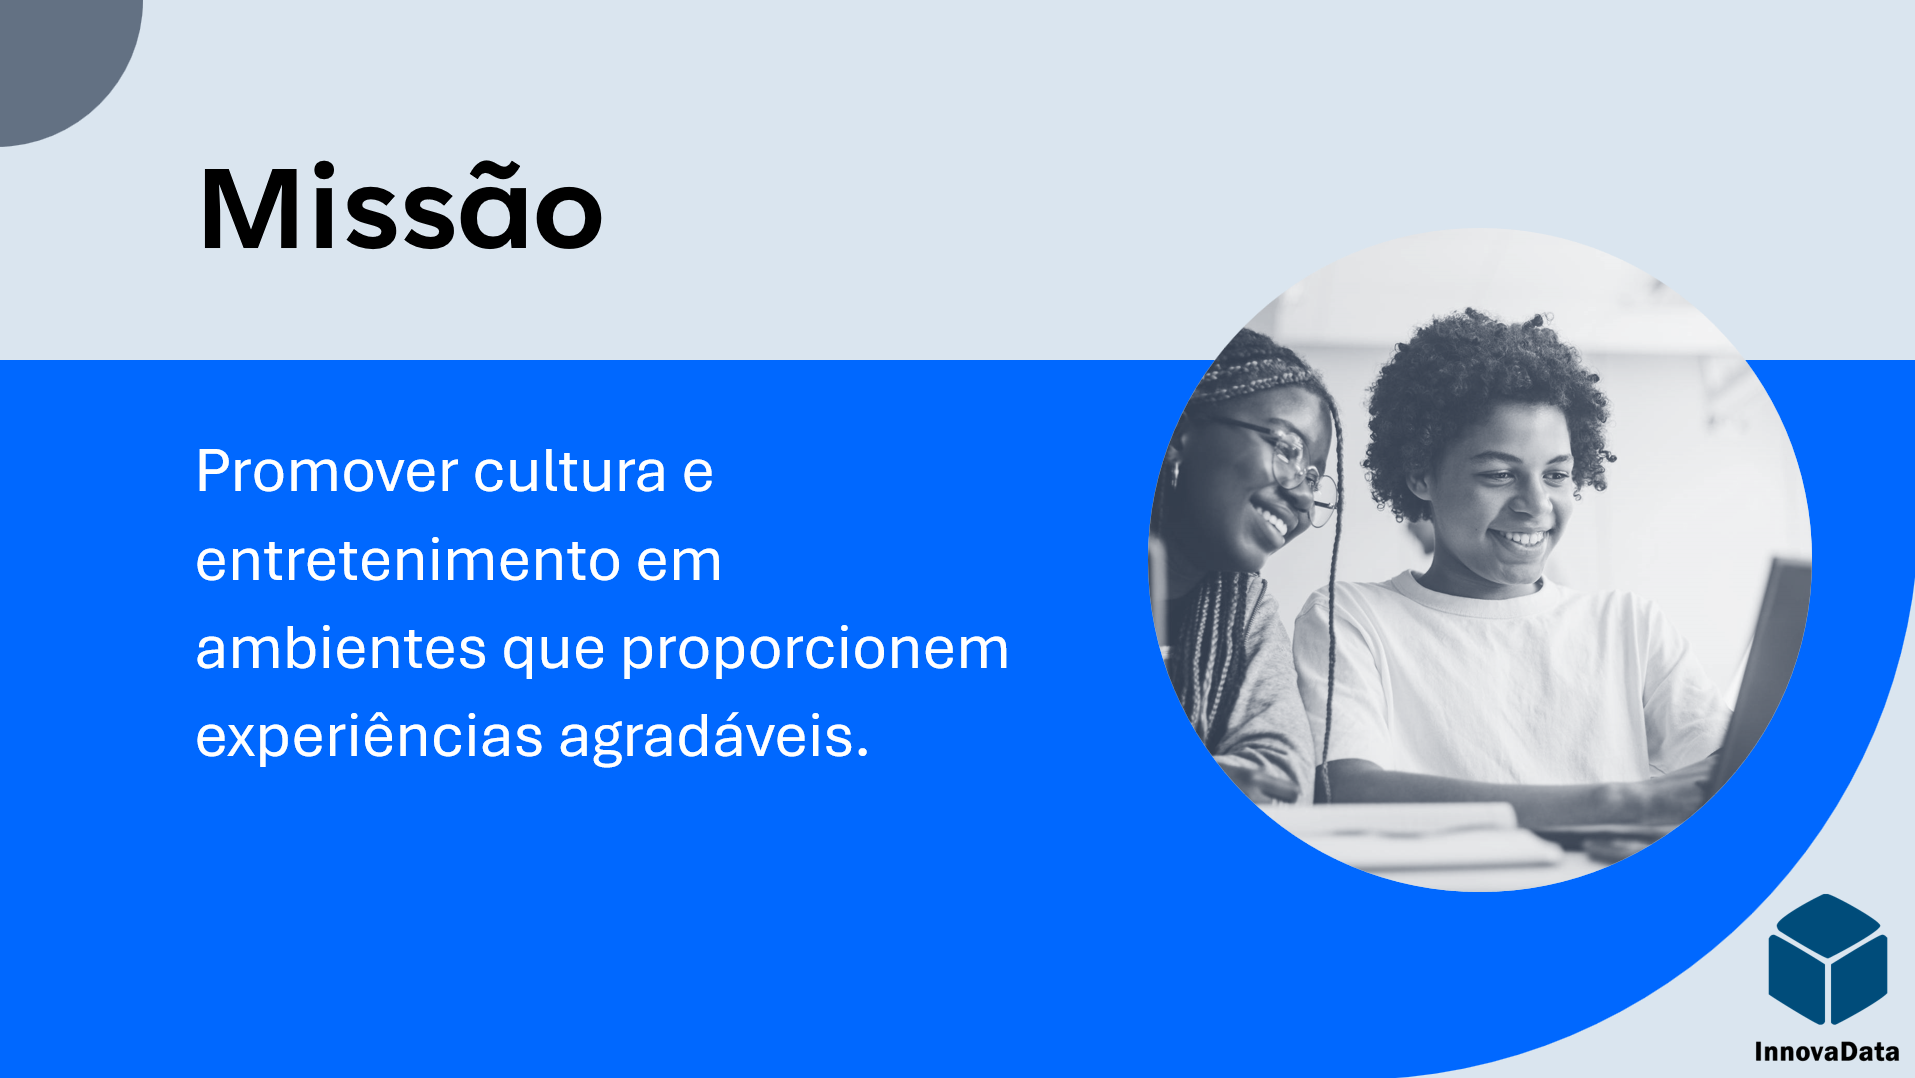 Missão
Promover cultura e
entretenimento em
ambientes que proporcionem
experiências agradáveis.
InnovaData